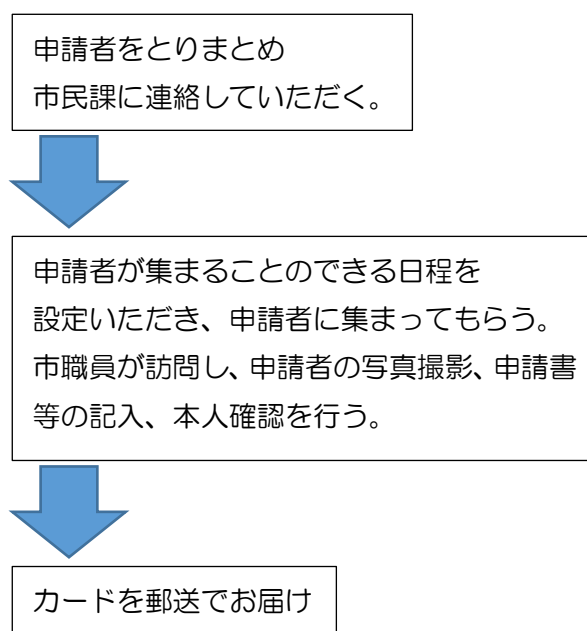 申請者をとりまとめ
市民課に連絡していただく。
申請者が集まることのできる日程を
設定いただき、申請者に集まってもらう。
市職員が訪問し、申請者の写真撮影、申請書
等の記入、本人確認を行う。
カードを郵送でお届け